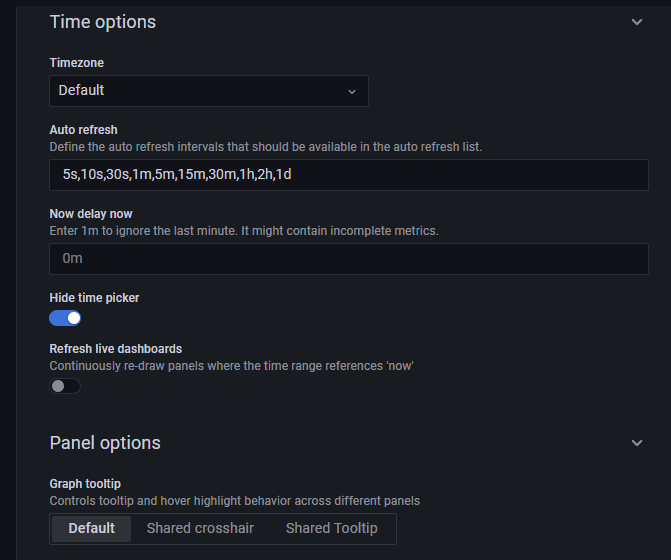 Time options
Timezone
Default
Auto refresh
Define the auto refresh intervals that should be available in the auto refresh list.
5s,10s,30s,1m,5m,15m,30m,1h,2h,1d
Now delay now
Enter 1m to ignore the last minute. It might contain incomplete metrics.
0m
Hide time picker
Refresh live dashboards
Continuously re-draw panels where the time range references 'now'
Panel options
Graph tooltip
Controls tooltip and hover highlight behavior across different panels
Default Shared crosshair Shared Tooltip